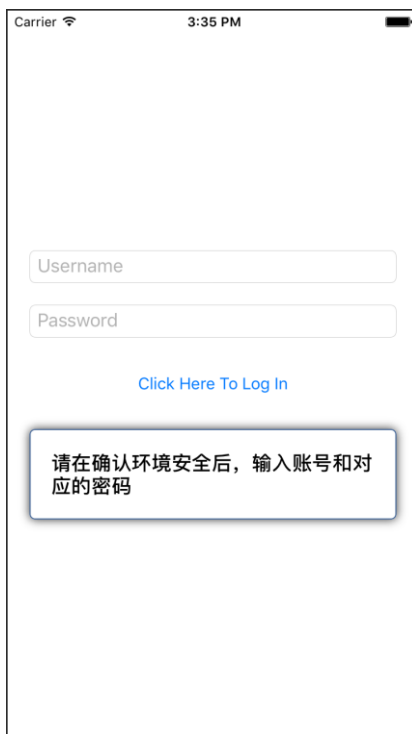 Carrier 3:35 PM
Username
Password
Click Here To Log In
请在确认环境安全后，输入账号和对
应的密码